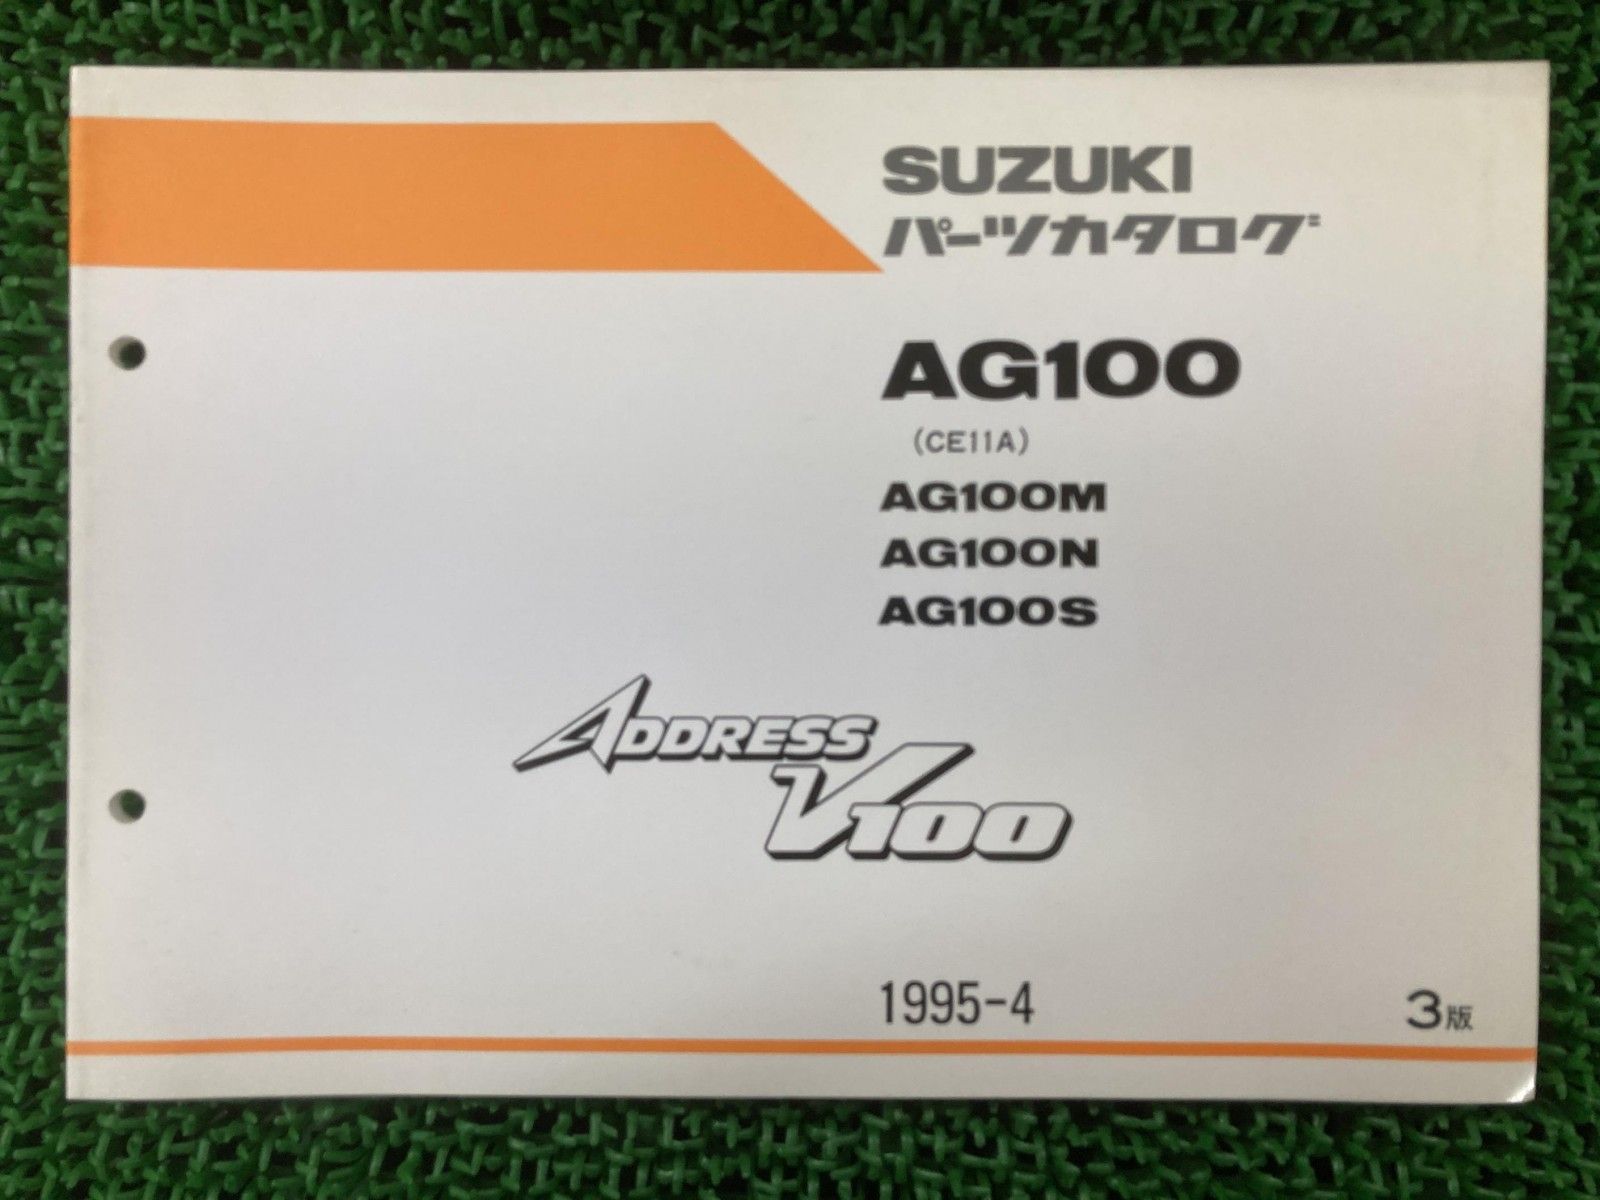 SUZUKI
パーツカタログ
AG100
(CE11A)
AG100M
AG100N
AG100S
ADDRESS
V100
1995-4
3版